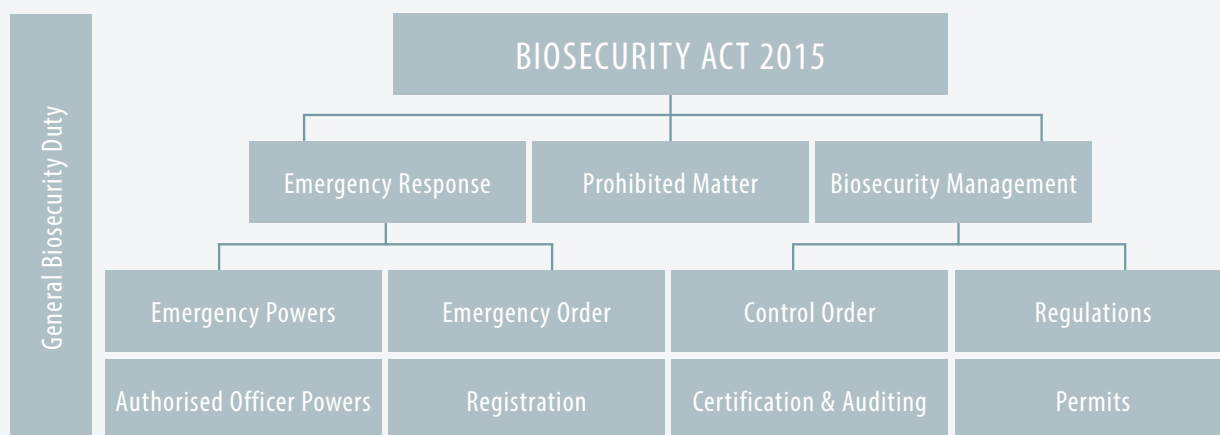 BIOSECURITY ACT 2015
General Biosecurity Duty
Emergency Response
Prohibited Matter
Biosecurity Management
Emergency Powers
Emergency Order
Control Order
Regulations
Authorised Officer Powers
Registration
Certification & Auditing
Permits